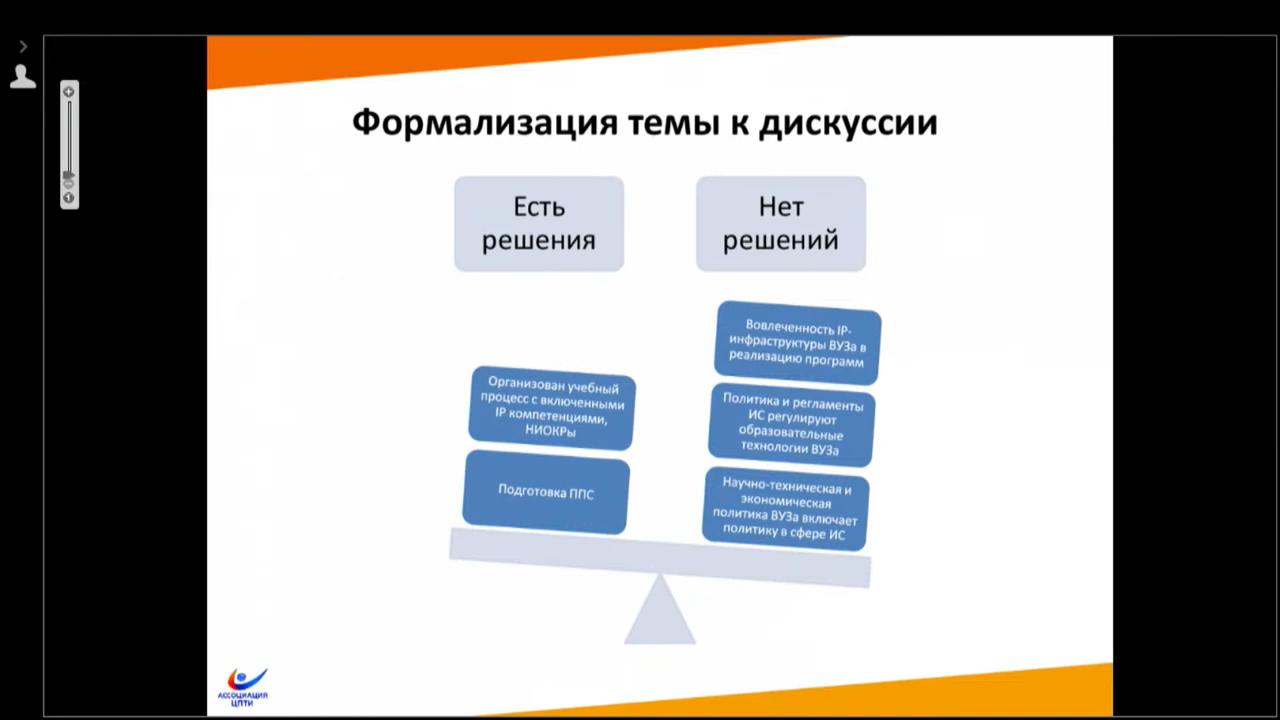 Формализация темы к дискуссии
Есть
решения
Нет
решений
Организован учебный
процесс с включенными
IP компетенциями,
НИОКРы
Подготовка ППС
Вовлеченность IP-
инфраструктуры ВУЗа в
реализацию программ
Политика и регламенты
ИС регулируют
образовательные
технологии ВУЗа
Научно-техническая и
экономическая
политика ВУЗа включает
политику в сфере ИС
АССОЦИАЦИЯ
ЦПТИ